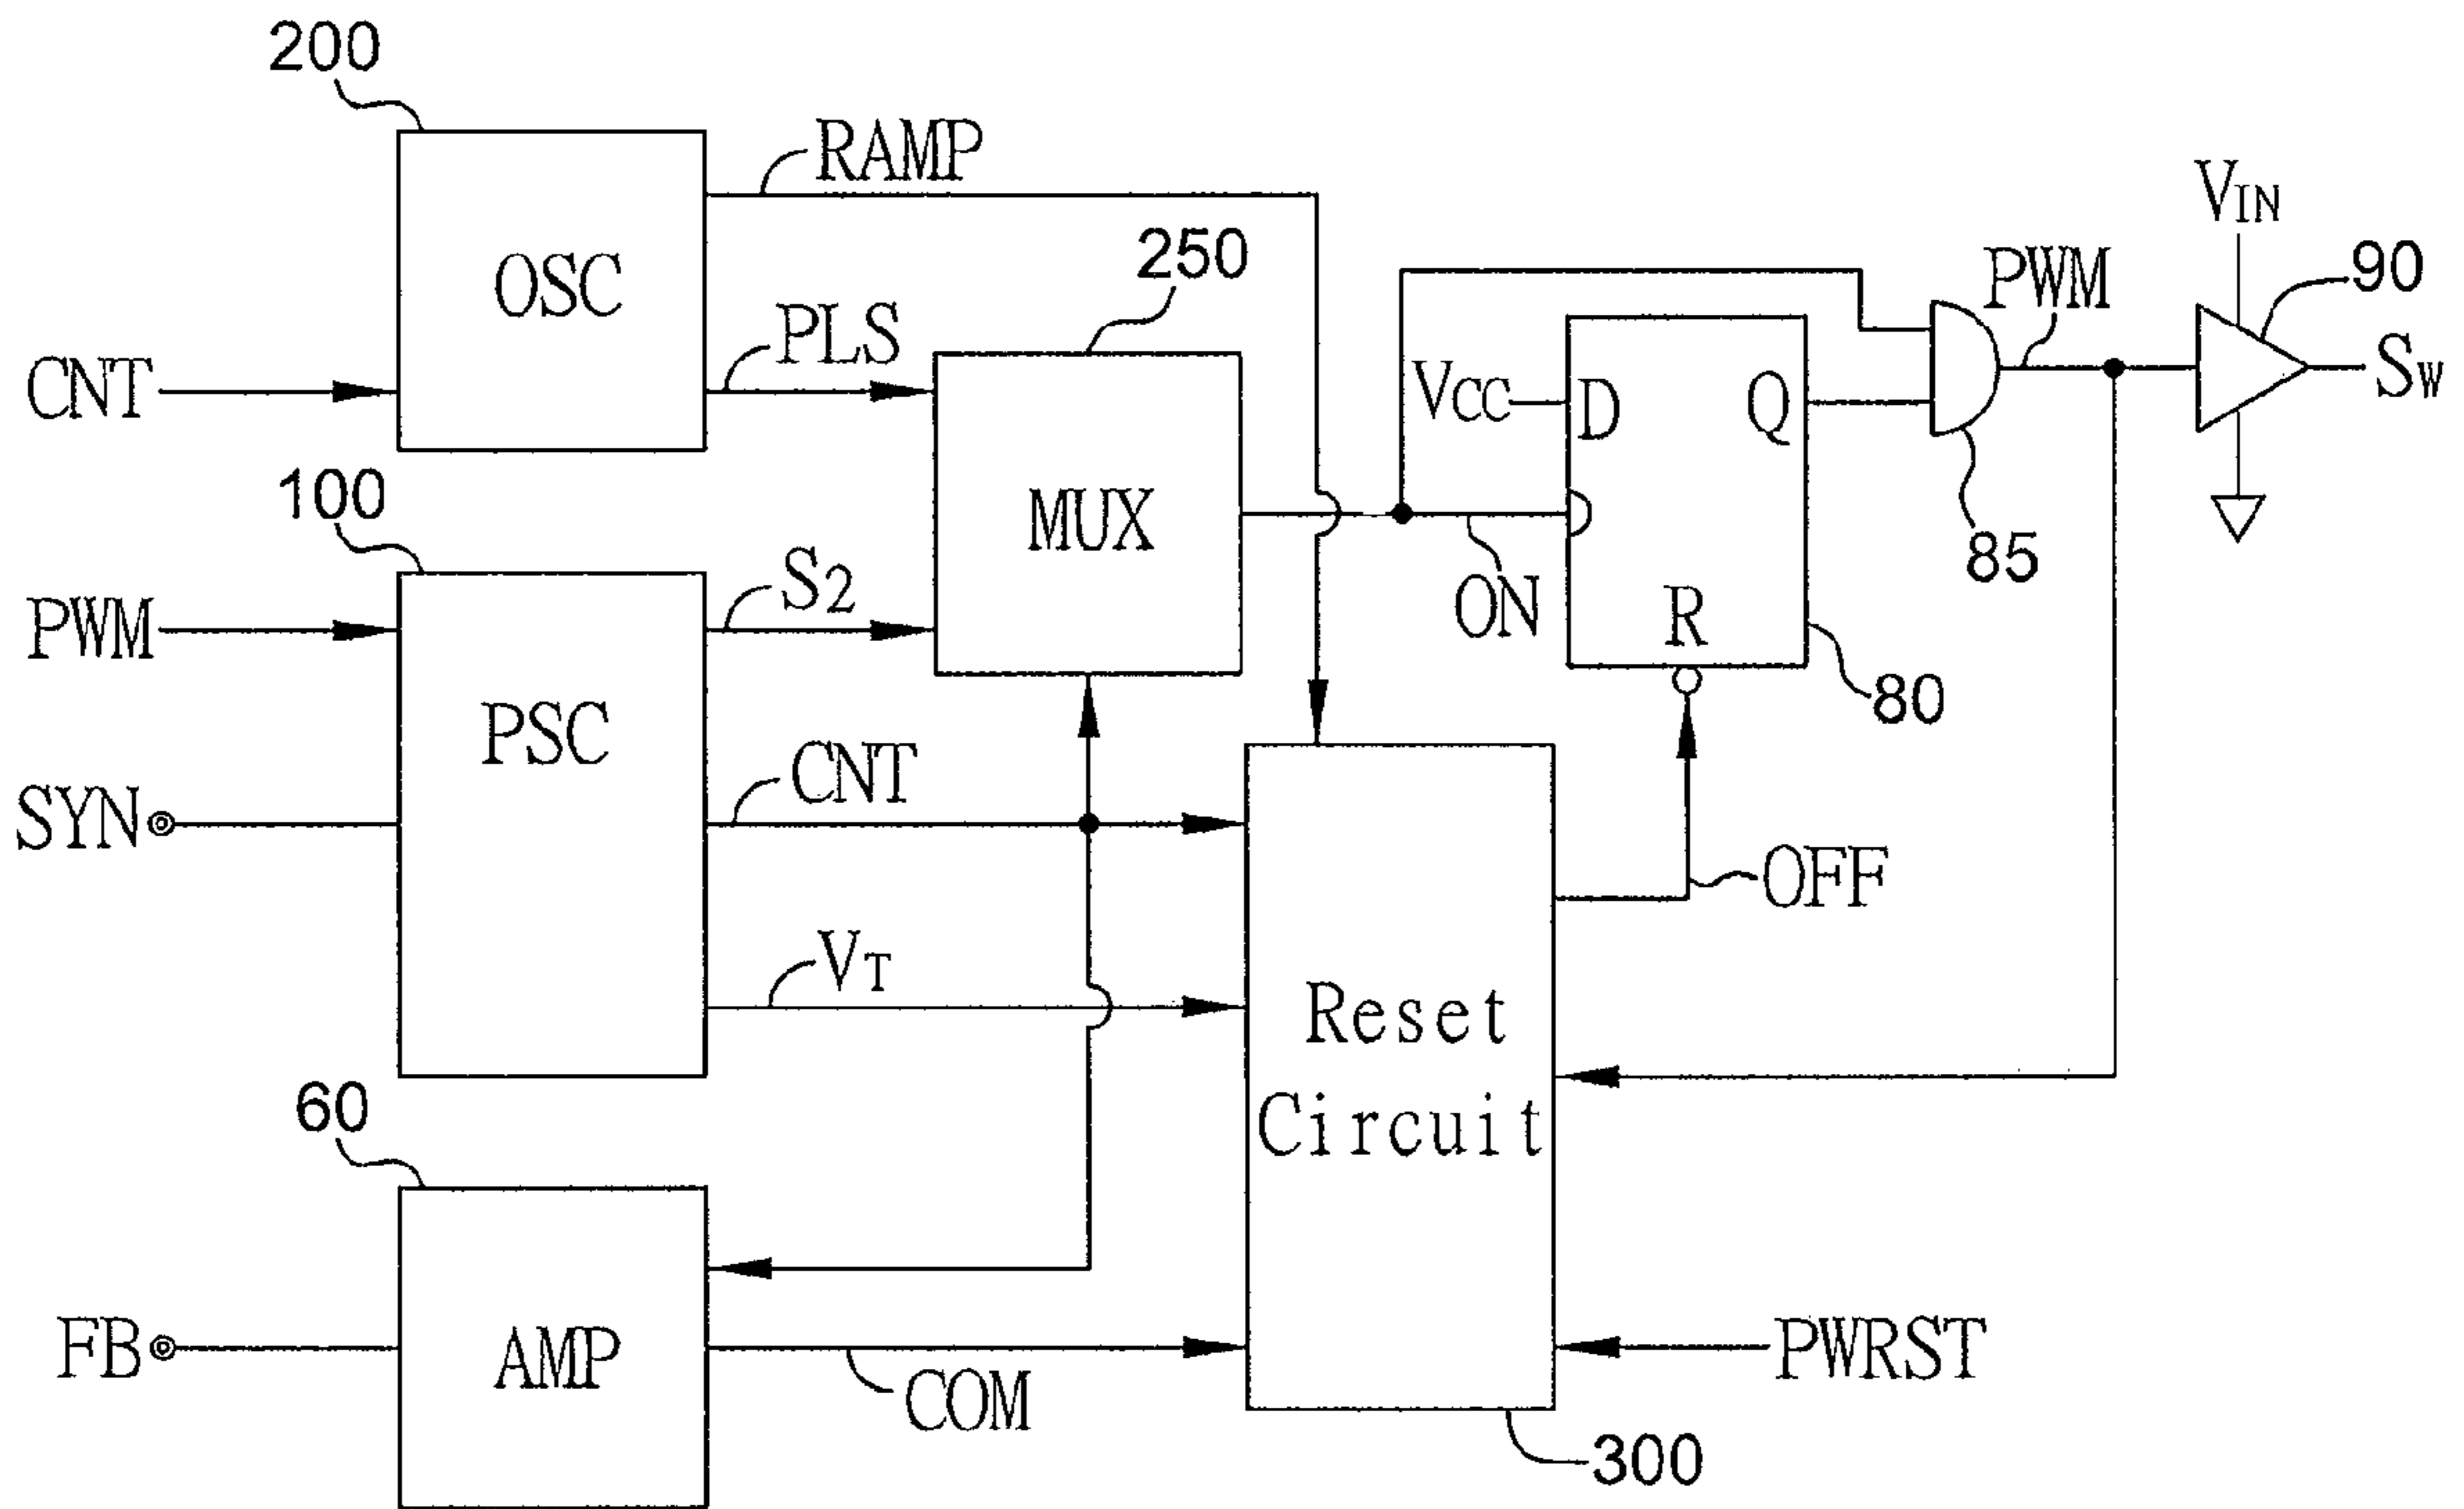 200
RAMP
VIN
250
PWM
90
OSC
PLS
CNT
VCC
D
Q
SW
100
MUX
85
S2
ON
PWM
R
80
PSC
CNT
SYN
OFF
VT
Reset
Circuit
60
FB
AMP
COM
PWRST
300